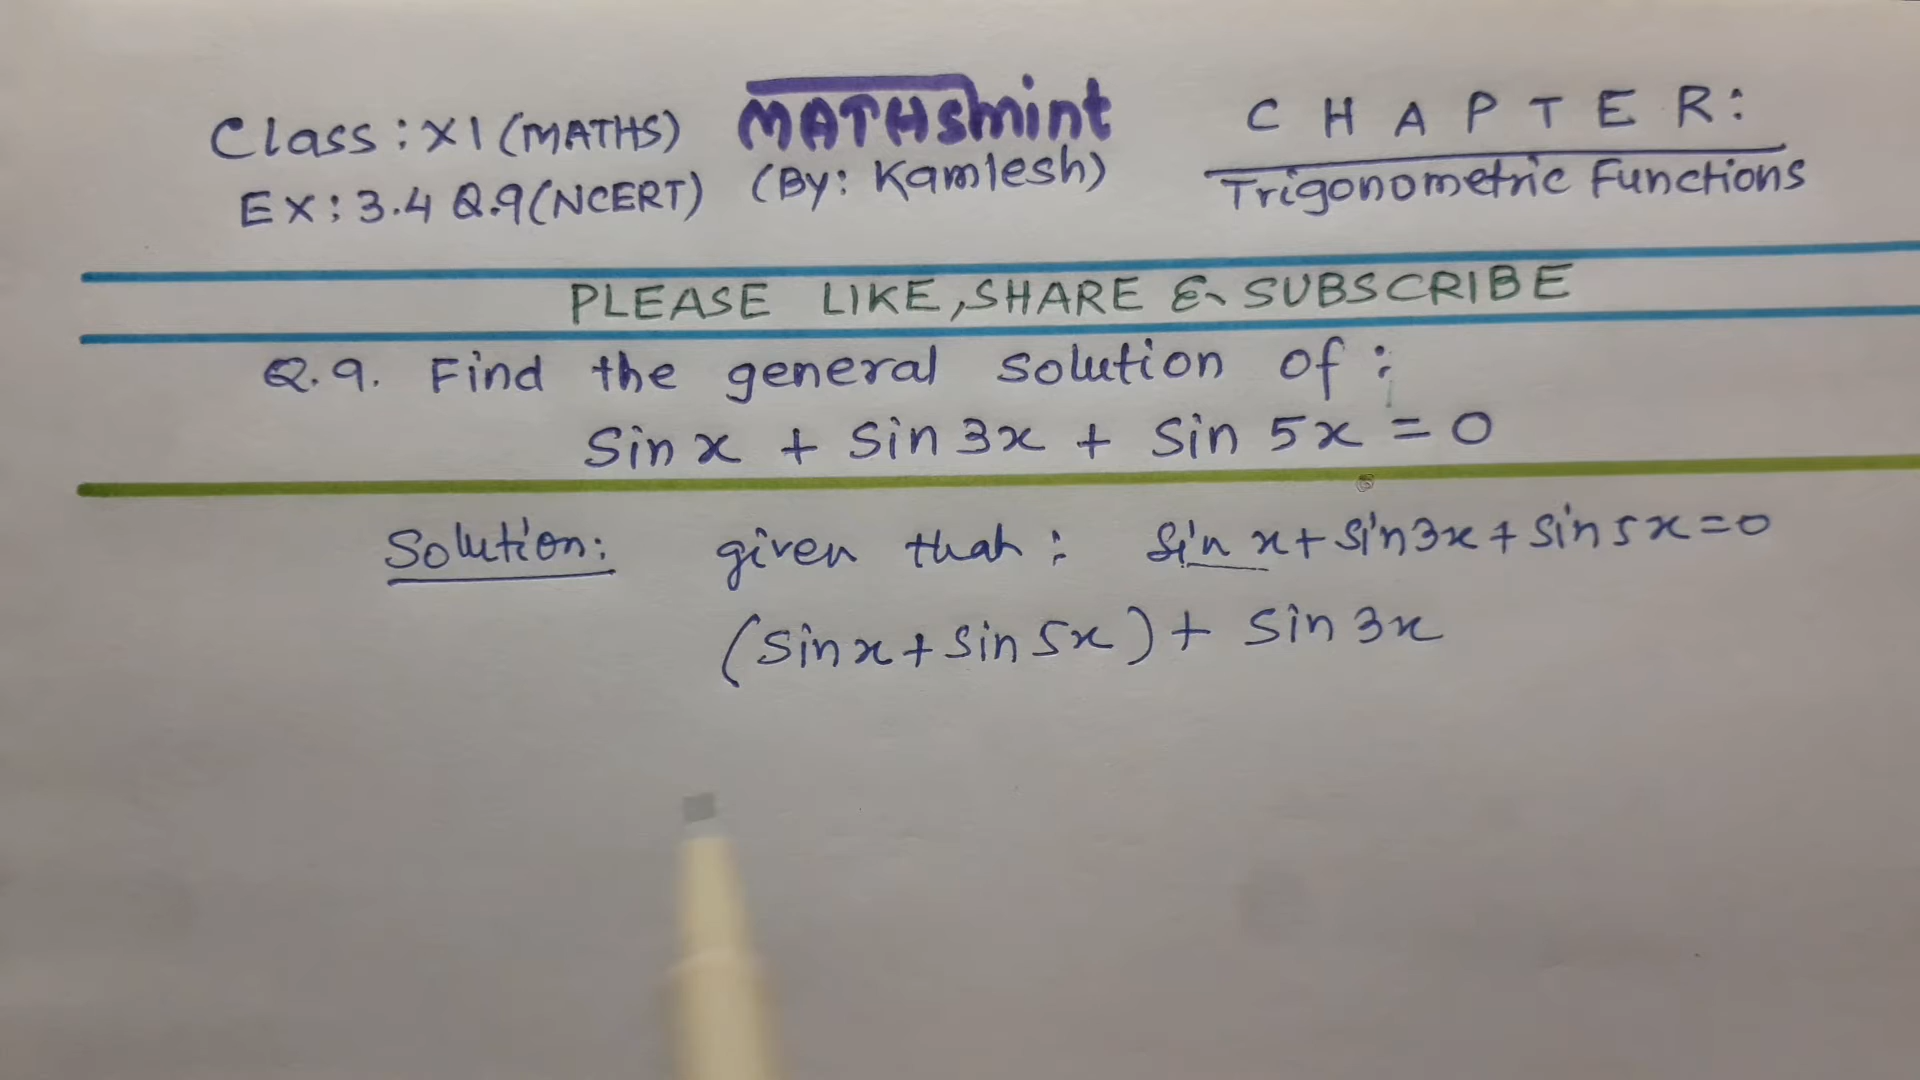 Class: XI (MATHS) MATHSmint CHAPTER:
EX: 3.4 Q.9 (NCERT) (By: Kamlesh) Trigonometric Functions
PLEASE LIKE, SHARE & SUBSCRIBE
Q.9. Find the general solution of:
Sin x + Sin 3x + Sin 5x = 0
Solution: given that: Sin x + Sin 3x + Sin 5x = 0
(Sin x + Sin 5x) + Sin 3x